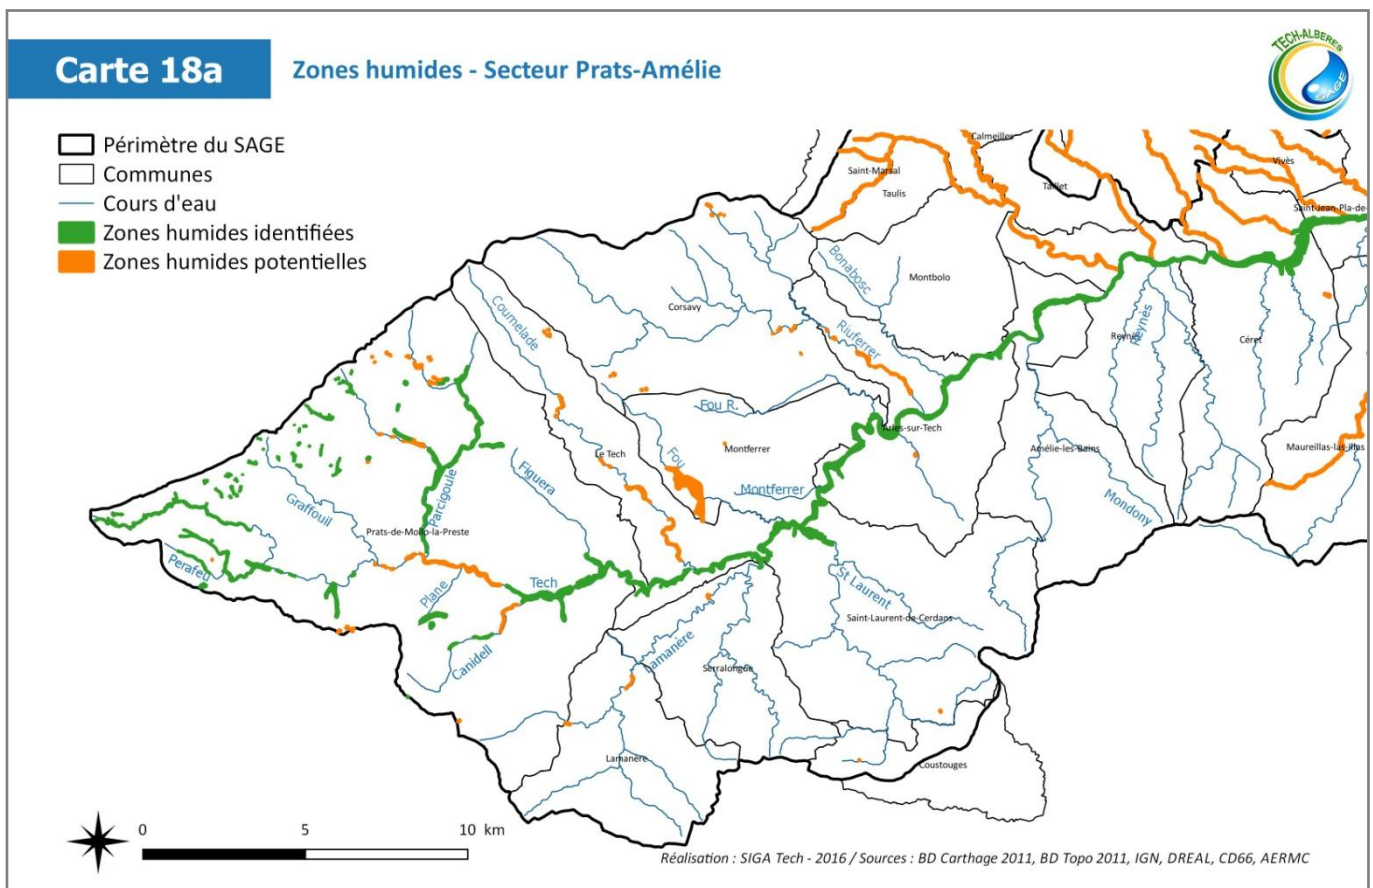 Carte 18a
Zones humides - Secteur Prats-Amélie
TECH-ALBERES
SAGE
Périmètre du SAGE
Communes
Cours d'eau
Zones humides identifiées
Zones humides potentielles
Calmeilles
Saint-Marsal
Vivès
Taulis
Taillet
Saint-Jean-Pla-de-
Bonabosc
Montbolo
Coumelade
Corsavy
Riuferrer
Reynès
Reynès
Céret
Fou R.
Arles-sur-Tech
Montferrer
Amélie-les-Bains
Maureillas-las-Illas
Le Tech
Fou
Figuera
Parcigoule
Montferrer
Mondony
Graffouil
Prats-de-Mollo-la-Preste
Perafeu
Plane
Tech
St Laurent
Saint-Laurent-de-Cerdans
Canidell
Lamanère
Serralongue
Lamanère
Coustouges
0 5 10 km
Réalisation : SIGA Tech - 2016 / Sources : BD Carthage 2011, BD Topo 2011, IGN, DREAL, CD66, AERMC